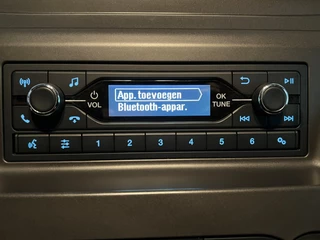 App. toevoegen
Bluetooth-appar.
VOL
OK
TUNE
1
2
3
4
5
6